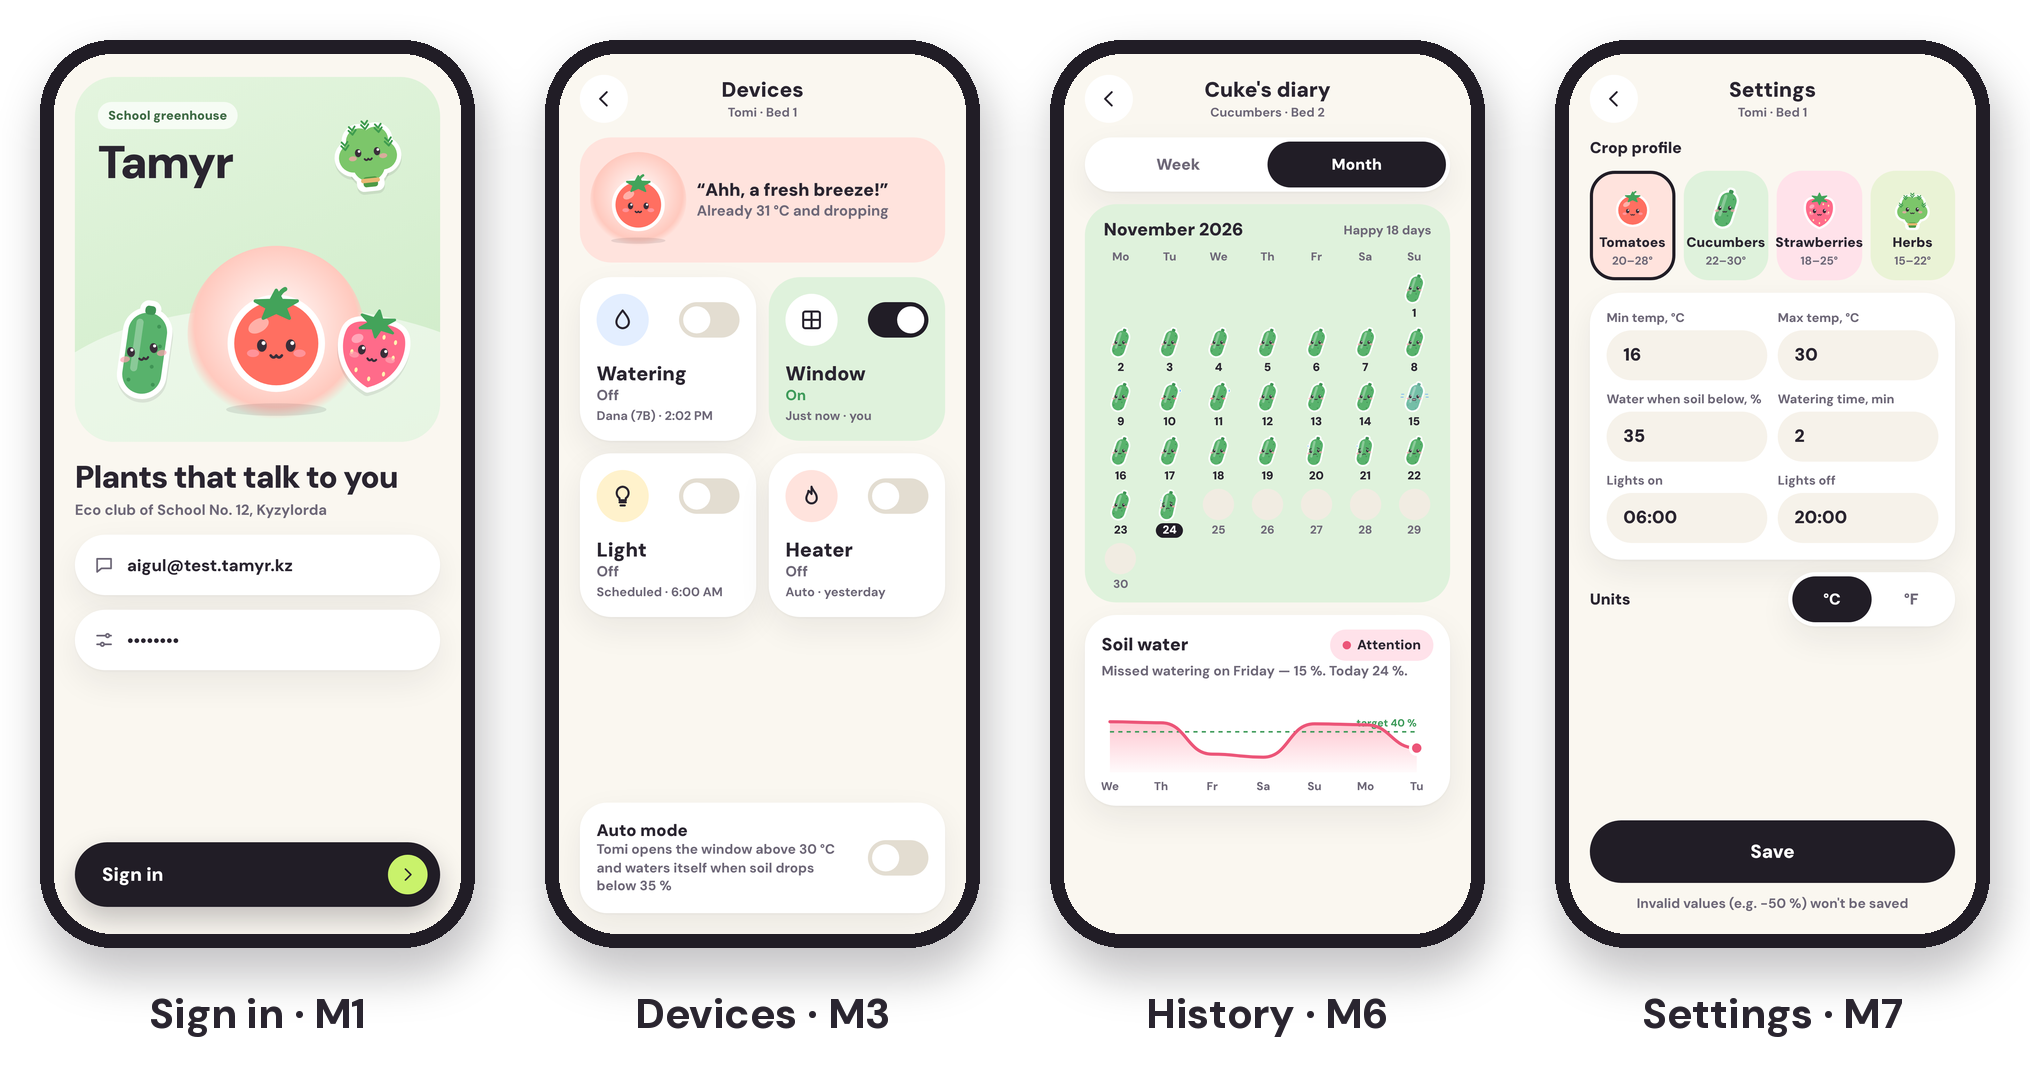 School greenhouse
Tamyr
Plants that talk to you
Eco club of School No. 12, Kyzylorda
aigul@test.tamyr.kz
••••••••
Sign in
Sign in · M1
Devices
Tomi · Bed 1
“Ahh, a fresh breeze!”
Already 31 °C and dropping
Watering
Off
Dana (7B) · 2:02 PM
Window
On
Just now · you
Light
Off
Scheduled · 6:00 AM
Heater
Off
Auto · yesterday
Auto mode
Tomi opens the window above 30 °C
and waters itself when soil drops
below 35 %
Devices · M3
Cuke's diary
Cucumbers · Bed 2
Week Month
November 2026 Happy 18 days
Mo Tu We Th Fr Sa Su
1
2 3 4 5 6 7 8
9 10 11 12 13 14 15
16 17 18 19 20 21 22
23 24 25 26 27 28 29
30
Soil water Attention
Missed watering on Friday — 15 %. Today 24 %.
target 40 %
We Th Fr Sa Su Mo Tu
History · M6
Settings
Tomi · Bed 1
Crop profile
Tomatoes Cucumbers Strawberries Herbs
20–28° 22–30° 18–25° 15–22°
Min temp, °C Max temp, °C
16 30
Water when soil below, % Watering time, min
35 2
Lights on Lights off
06:00 20:00
Units °C °F
Save
Invalid values (e.g. -50 %) won't be saved
Settings · M7